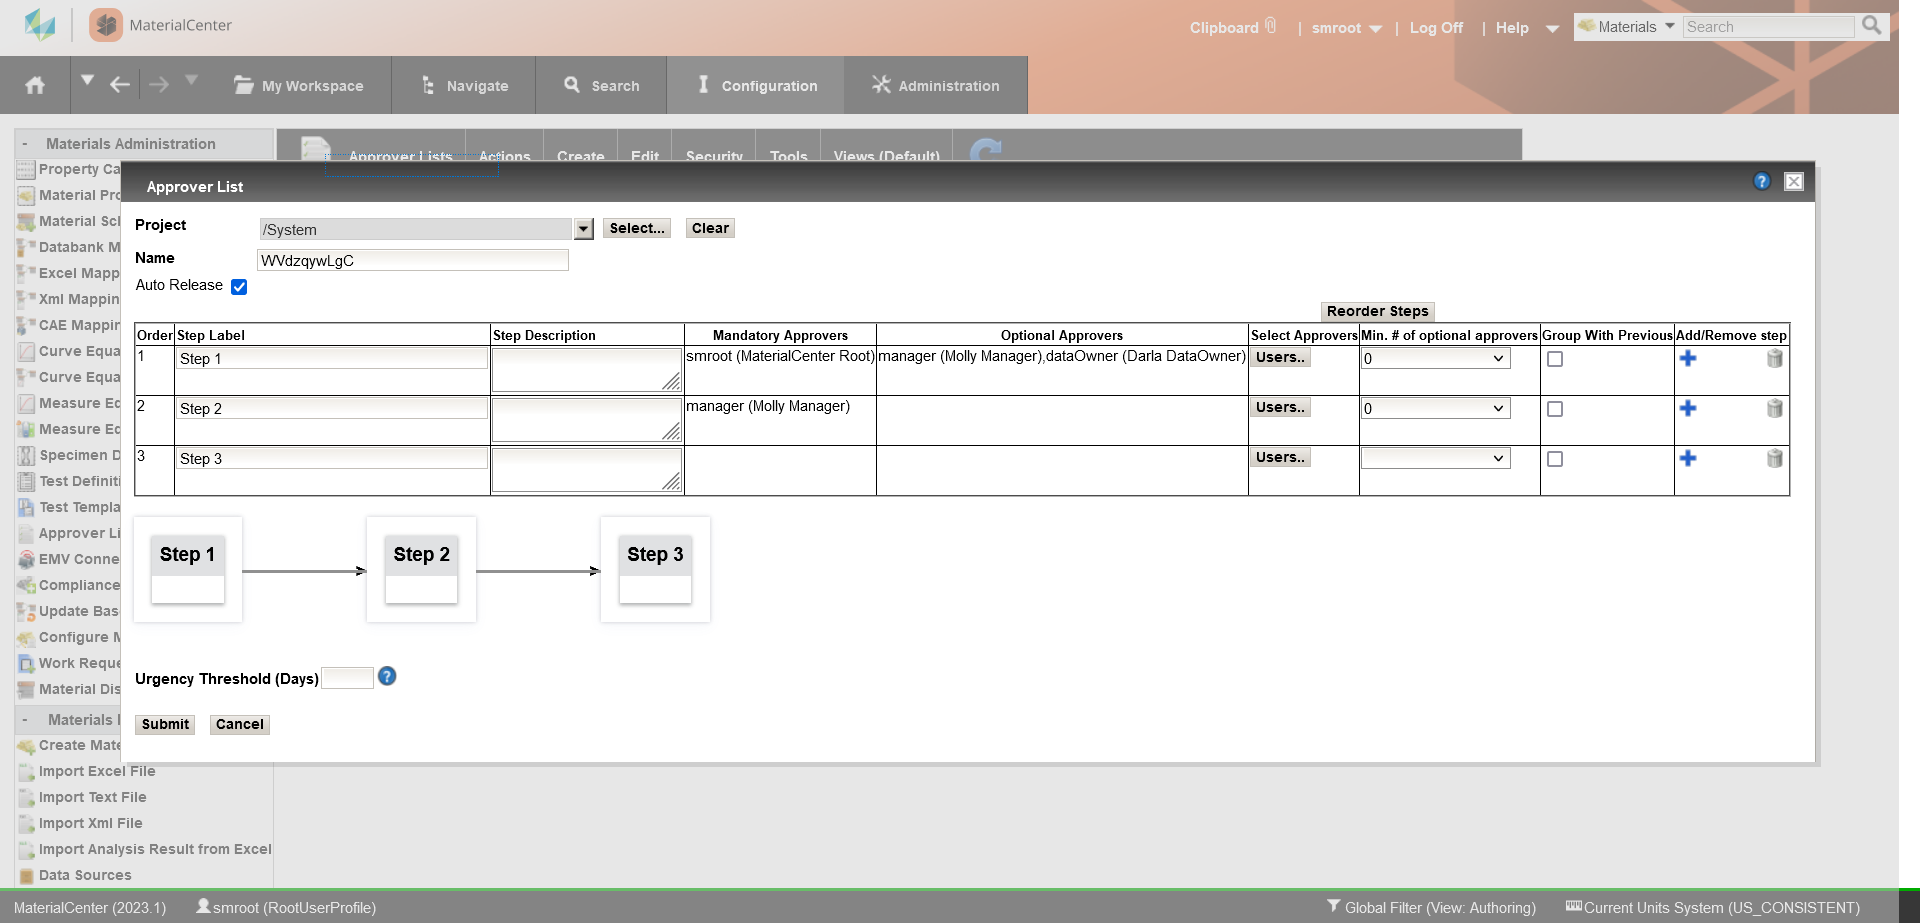 MaterialCenter
Clipboard | smroot | Log Off | Help Materials Search
My Workspace Navigate Search Configuration Administration
- Materials Administration
Approver Lists Actions Create Edit Security Tools Views (Default)
Property Ca
Material Pro
Material Scl
Databank M
Excel Mapp
Xml Mappin
CAE Mappin
Curve Equa
Curve Equa
Measure Ec
Measure Ec
Specimen D
Test Definiti
Test Templa
Approver Li
EMV Conne
Compliance
Update Bas
Configure M
Work Reque
Material Dis
- Materials I
Create Mate
Import Excel File
Import Text File
Import Xml File
Import Analysis Result from Excel
Data Sources
Approver List
Project /System Select... Clear
Name WVdzqywLgC
Auto Release
Reorder Steps
Order Step Label Step Description Mandatory Approvers Optional Approvers Select Approvers Min. # of optional approvers Group With Previous Add/Remove step
1 Step 1 smroot (MaterialCenter Root) manager (Molly Manager),dataOwner (Darla DataOwner) Users.. 0
2 Step 2 manager (Molly Manager) Users.. 0
3 Step 3 Users..
Step 1 Step 2 Step 3
Urgency Threshold (Days) ?
Submit Cancel
MaterialCenter (2023.1) smroot (RootUserProfile) Global Filter (View: Authoring) Current Units System (US_CONSISTENT)